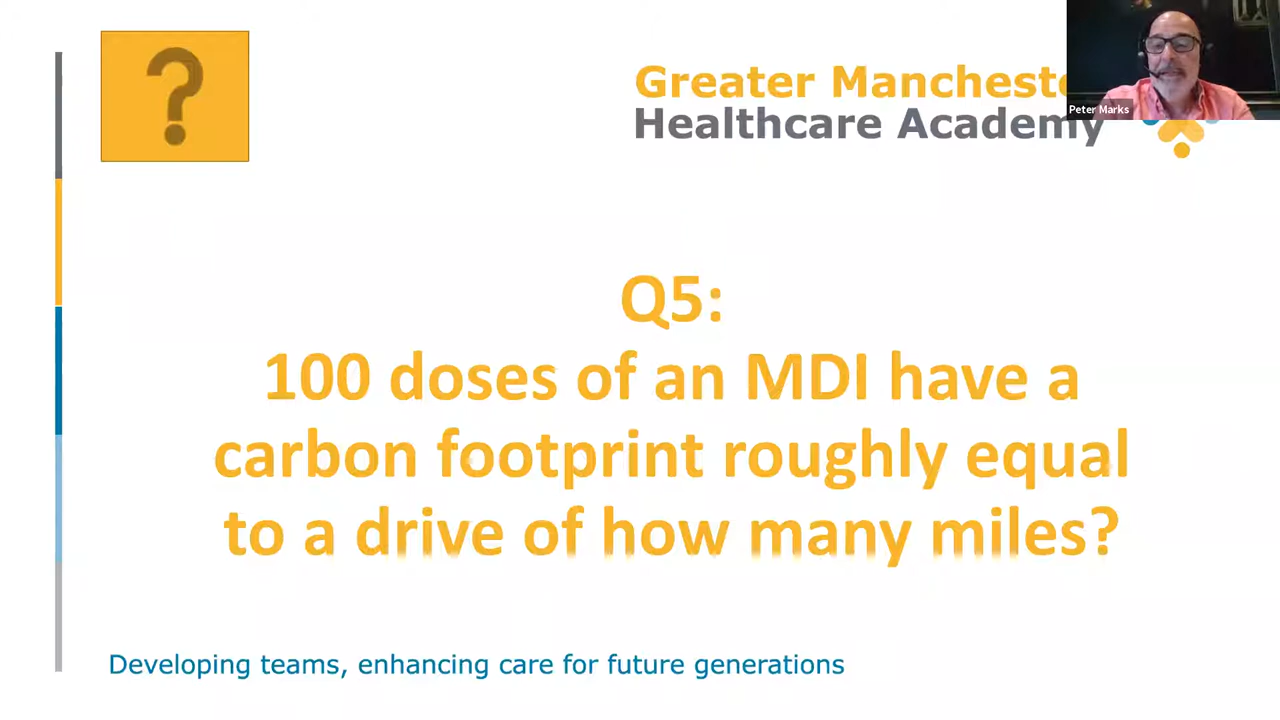 ?
Greater Manchest
Healthcare Academy
Peter Marks
Q5:
100 doses of an MDI have a
carbon footprint roughly equal
to a drive of how many miles?
Developing teams, enhancing care for future generations